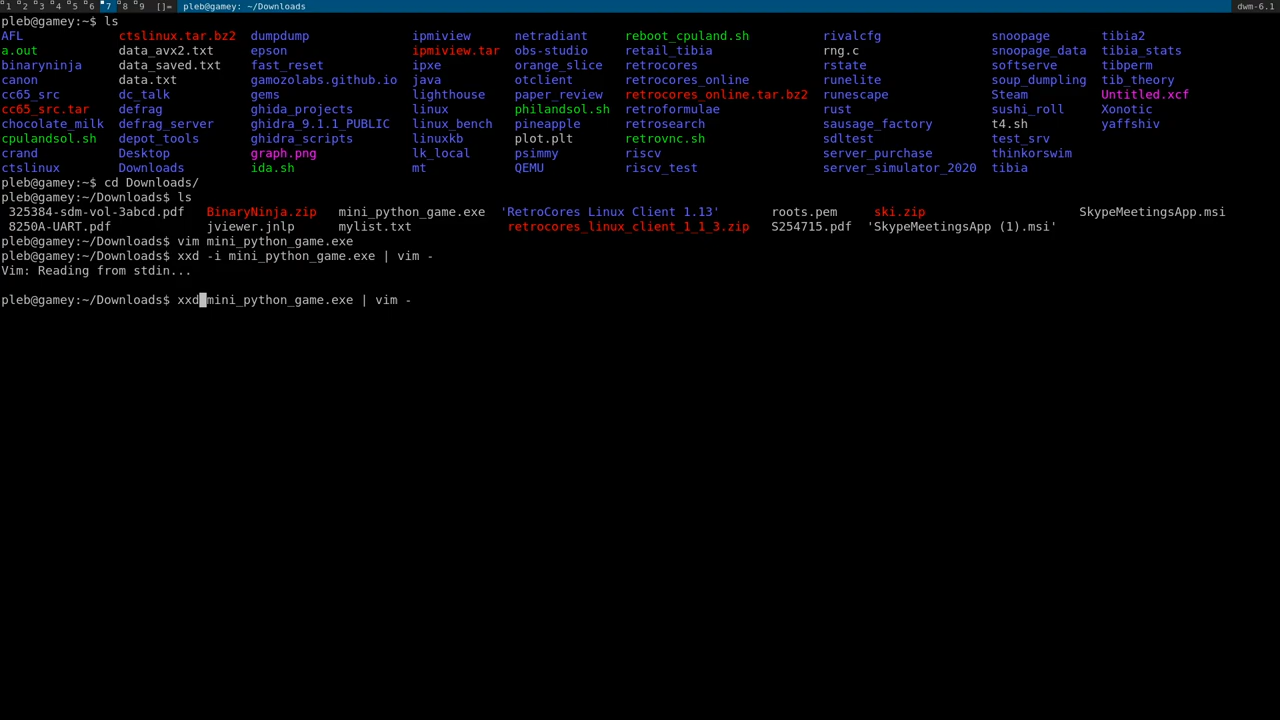 1 2 3 4 5 6 7 8 9 []= pleb@gamey: ~/Downloads dwm-6.1
pleb@gamey:~$ ls
AFL ctslinux.tar.bz2 dumpdump ipmiview netradiant reboot_cpuland.sh rivalcfg snoopage tibia2
a.out data_avx2.txt epson ipmiview.tar obs-studio retail_tibia rng.c snoopage_data tibia_stats
binaryninja data_saved.txt fast_reset ipxe orange_slice retrocores rstate softserve tibperm
canon data.txt gamozolabs.github.io java otclient retrocores_online runelite soup_dumpling tib_theory
cc65_src dc_talk gems lighthouse paper_review retrocores_online.tar.bz2 runescape Steam Untitled.xcf
cc65_src.tar defrag ghida_projects linux philandsol.sh retroformulae rust sushi_roll Xonotic
chocolate_milk defrag_server ghidra_9.1.1_PUBLIC linux_bench pineapple retrosearch sausage_factory t4.sh yaffshiv
cpulandsol.sh depot_tools ghidra_scripts linuxkb plot.plt retrovnc.sh sdltest test_srv
crand Desktop graph.png lk_local psimmy riscv server_purchase thinkorswim
ctslinux Downloads ida.sh mt QEMU riscv_test server_simulator_2020 tibia
pleb@gamey:~$ cd Downloads/
pleb@gamey:~/Downloads$ ls
325384-sdm-vol-3abcd.pdf BinaryNinja.zip mini_python_game.exe 'RetroCores Linux Client 1.13' roots.pem ski.zip SkypeMeetingsApp.msi
8250A-UART.pdf jviewer.jnlp mylist.txt retrocores_linux_client_1_1_3.zip S254715.pdf 'SkypeMeetingsApp (1).msi'
pleb@gamey:~/Downloads$ vim mini_python_game.exe
pleb@gamey:~/Downloads$ xxd -i mini_python_game.exe | vim -
Vim: Reading from stdin...
pleb@gamey:~/Downloads$ xxd mini_python_game.exe | vim -